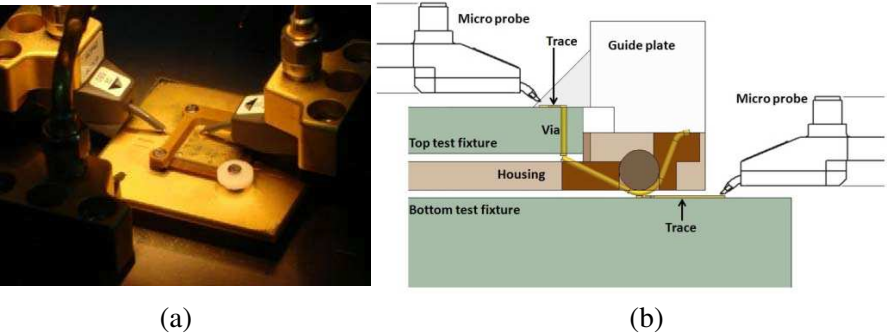 Micro probe
Trace
Guide plate
Micro probe
Via
Top test fixture
Housing
Bottom test fixture
Trace
(a)
(b)